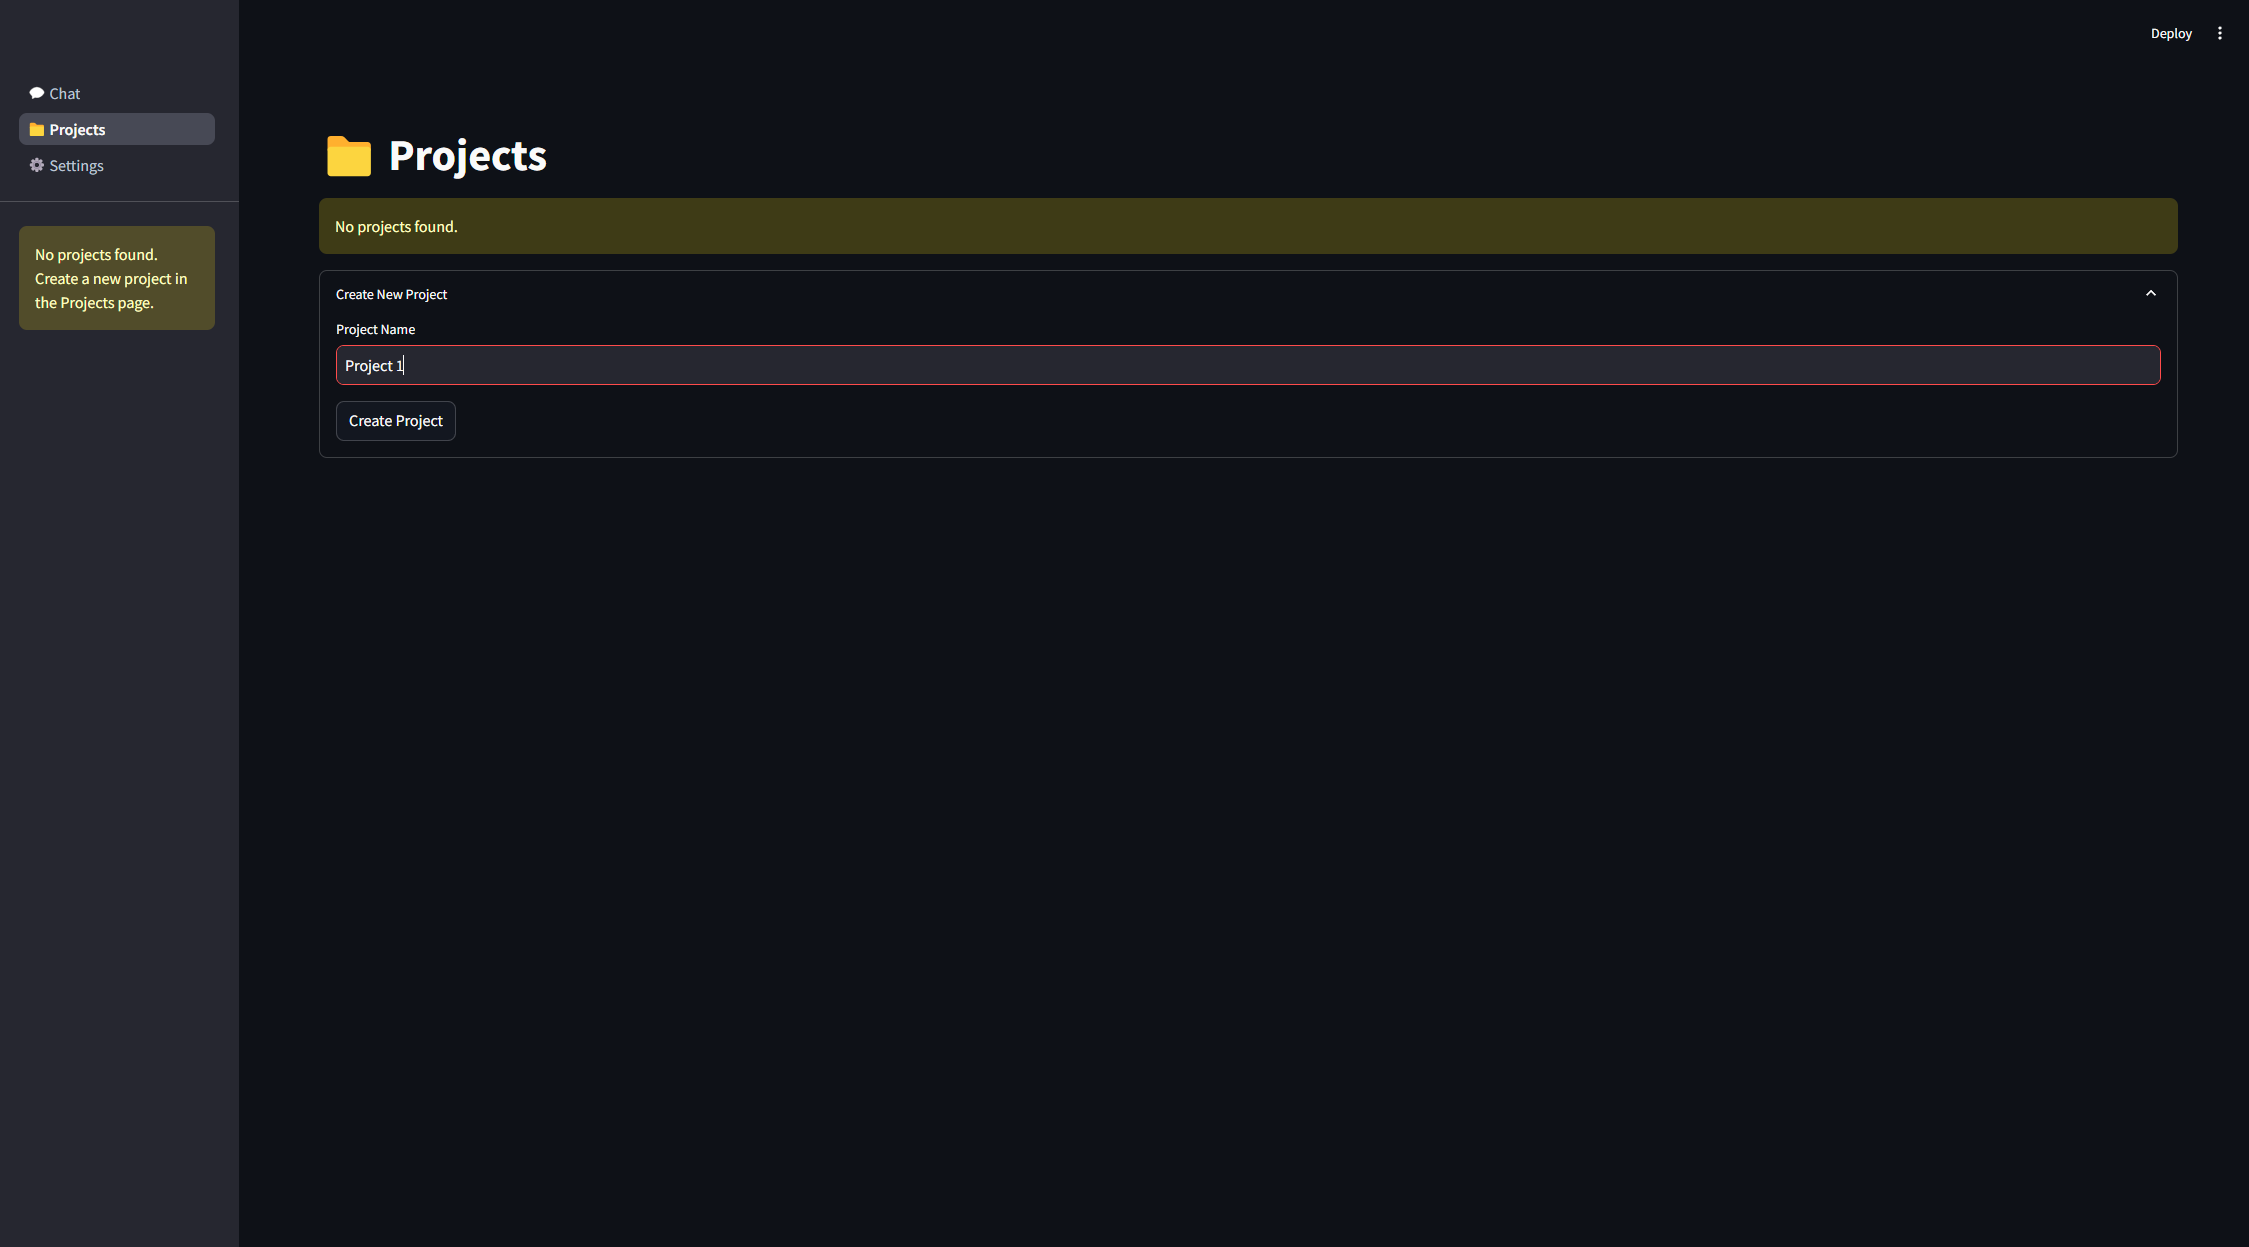 Deploy
Chat
Projects
Settings
No projects found.
Create a new project in
the Projects page.
Projects
No projects found.
Create New Project
Project Name
Project 1
Create Project